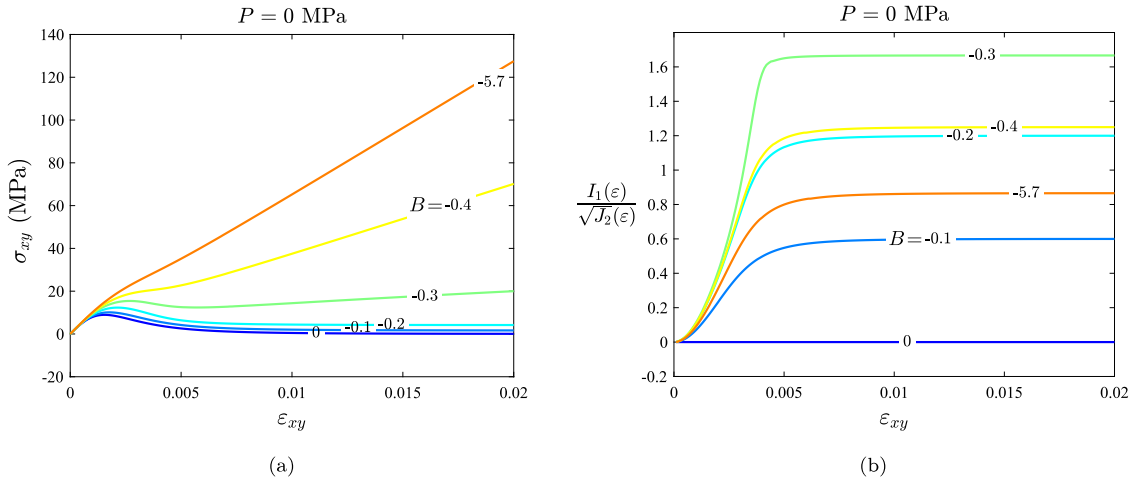 P = 0 MPa
140
120
100
80
60
40
20
0
-20
σxy (MPa)
-5.7
B = -0.4
-0.3
-0.1 -0.2
0
0 0.005 0.01 0.015 0.02
εxy
(a)
P = 0 MPa
1.6
1.4
1.2
1
0.8
0.6
0.4
0.2
0
-0.2
I1(ε)
√J2(ε)
-0.3
-0.4
-0.2
-5.7
B = -0.1
0
0 0.005 0.01 0.015 0.02
εxy
(b)